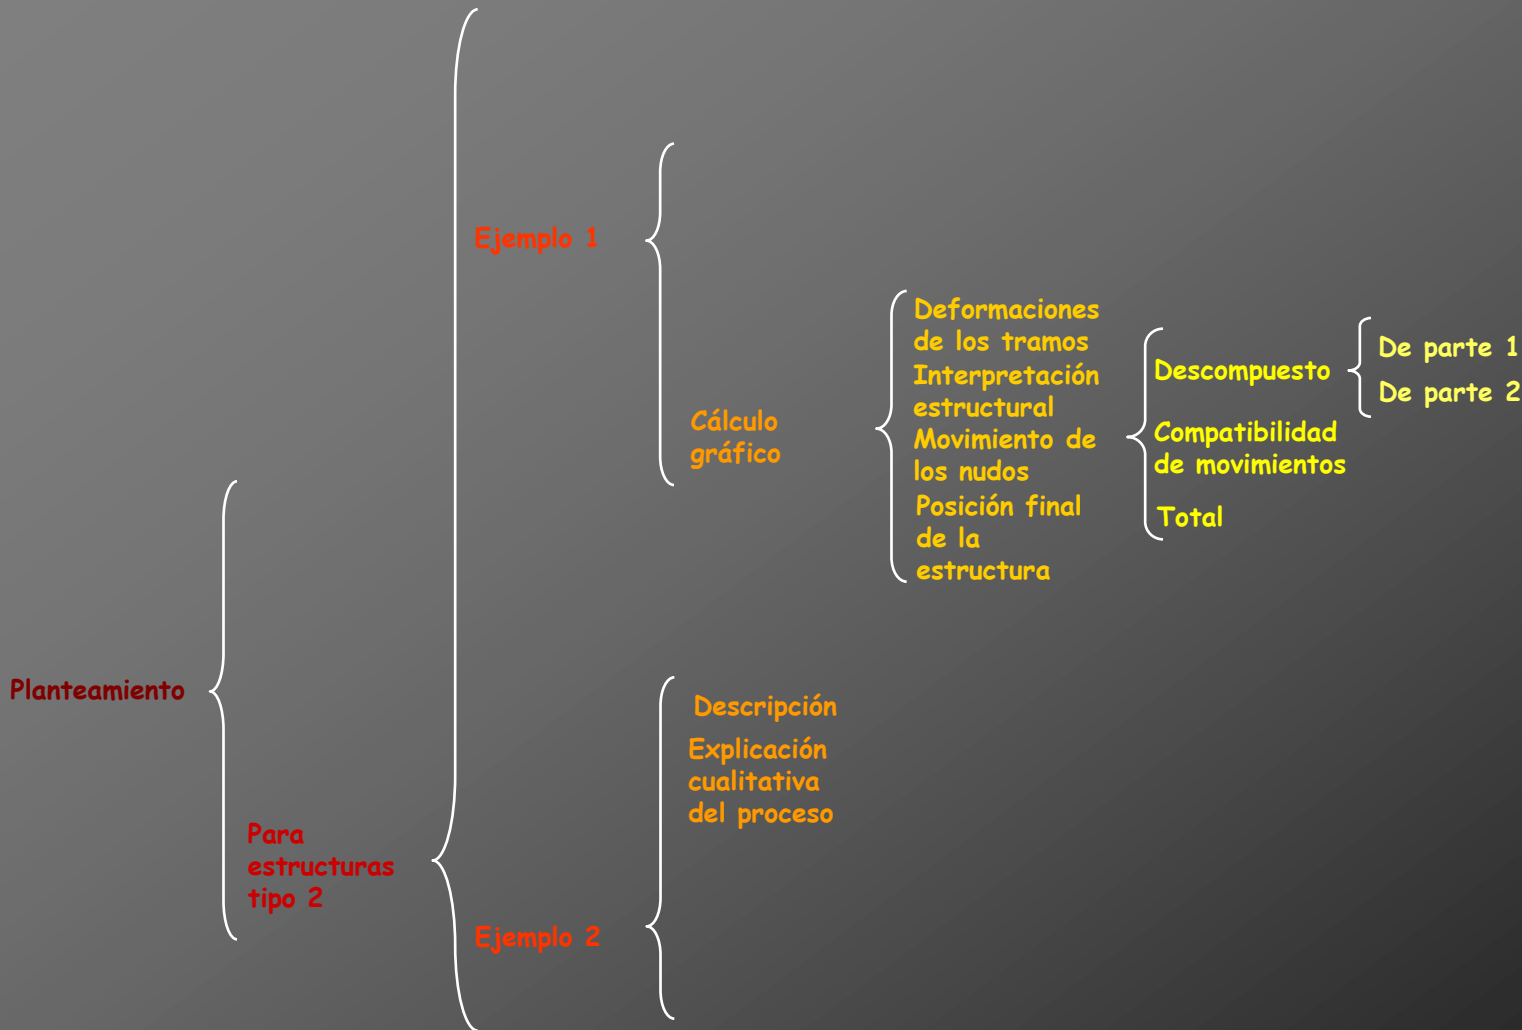 Planteamiento
Para
estructuras
tipo 2
Ejemplo 1
Cálculo
gráfico
Deformaciones
de los tramos
Interpretación
estructural
Movimiento de
los nudos
Posición final
de la
estructura
Descompuesto
De parte 1
De parte 2
Compatibilidad
de movimientos
Total
Ejemplo 2
Descripción
Explicación
cualitativa
del proceso